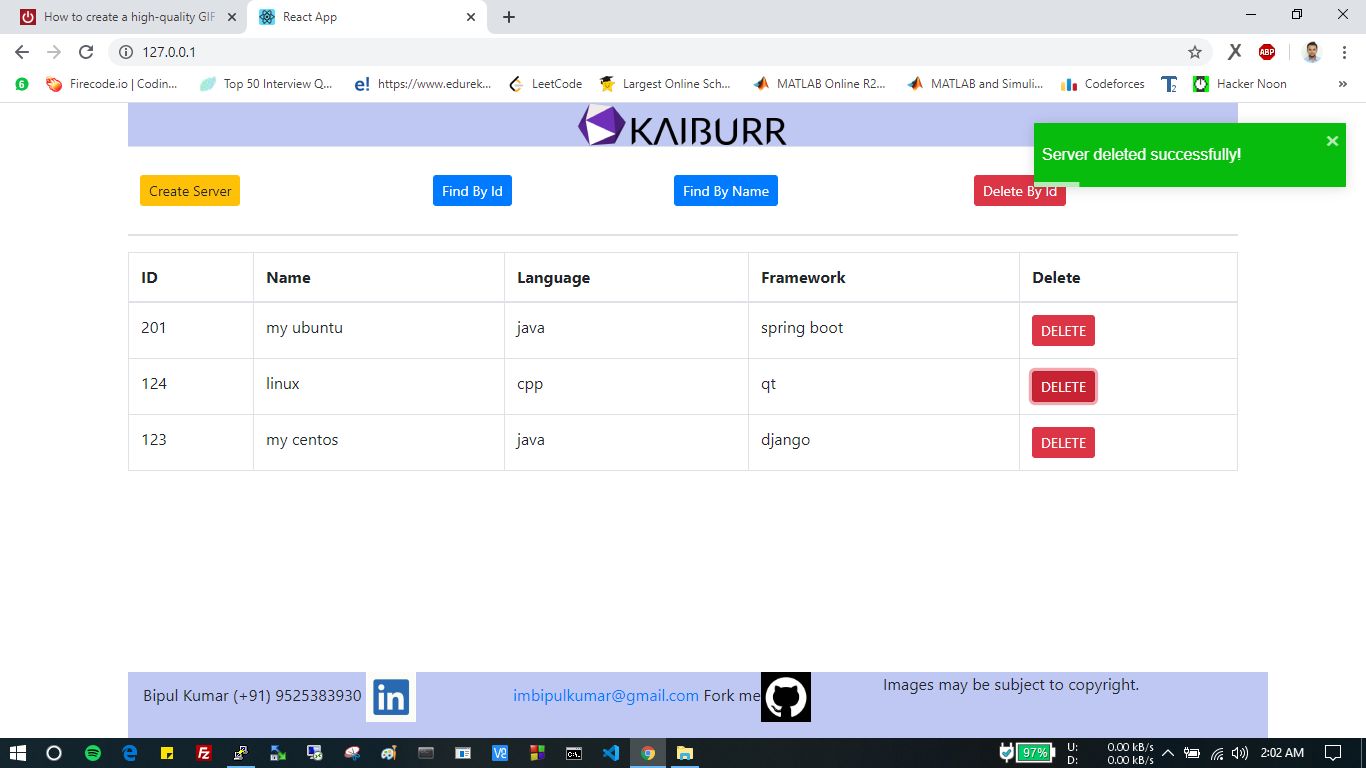 How to create a high-quality GIF
React App
127.0.0.1
ABP
6 Firecode.io | Codin... Top 50 Interview Q... e! https://www.edurek... LeetCode Largest Online Sch... MATLAB Online R2... MATLAB and Simuli... Codeforces T2 Hacker Noon »
KAIBURR
Server deleted successfully!
Create Server Find By Id Find By Name Delete By Id
ID Name Language Framework Delete
201 my ubuntu java spring boot DELETE
124 linux cpp qt DELETE
123 my centos java django DELETE
Bipul Kumar (+91) 9525383930 in imbipulkumar@gmail.com Fork me Images may be subject to copyright.
97% U: 0.00 kB/s
D: 0.00 kB/s
2:02 AM